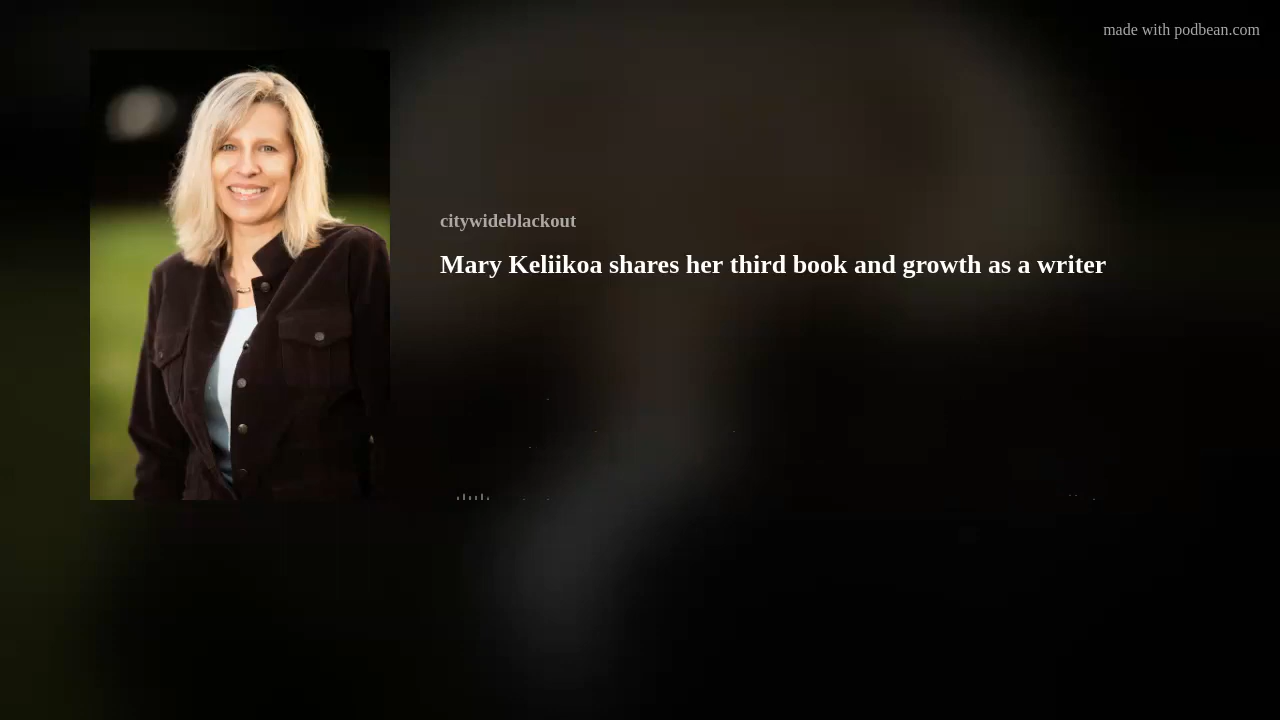 made with podbean.com
citywideblackout
Mary Keliikoa shares her third book and growth as a writer